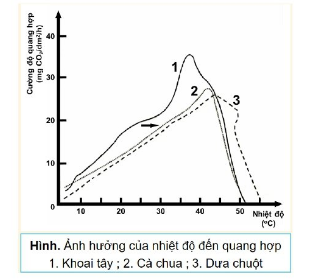 Cường độ quang hợp
(mg CO₂/dm²/h)
40
30
20
10
0
1
2
3
10
20
30
40
50
Nhiệt độ
(°C)
Hình. Ảnh hưởng của nhiệt độ đến quang hợp
1. Khoai tây ; 2. Cà chua ; 3. Dưa chuột